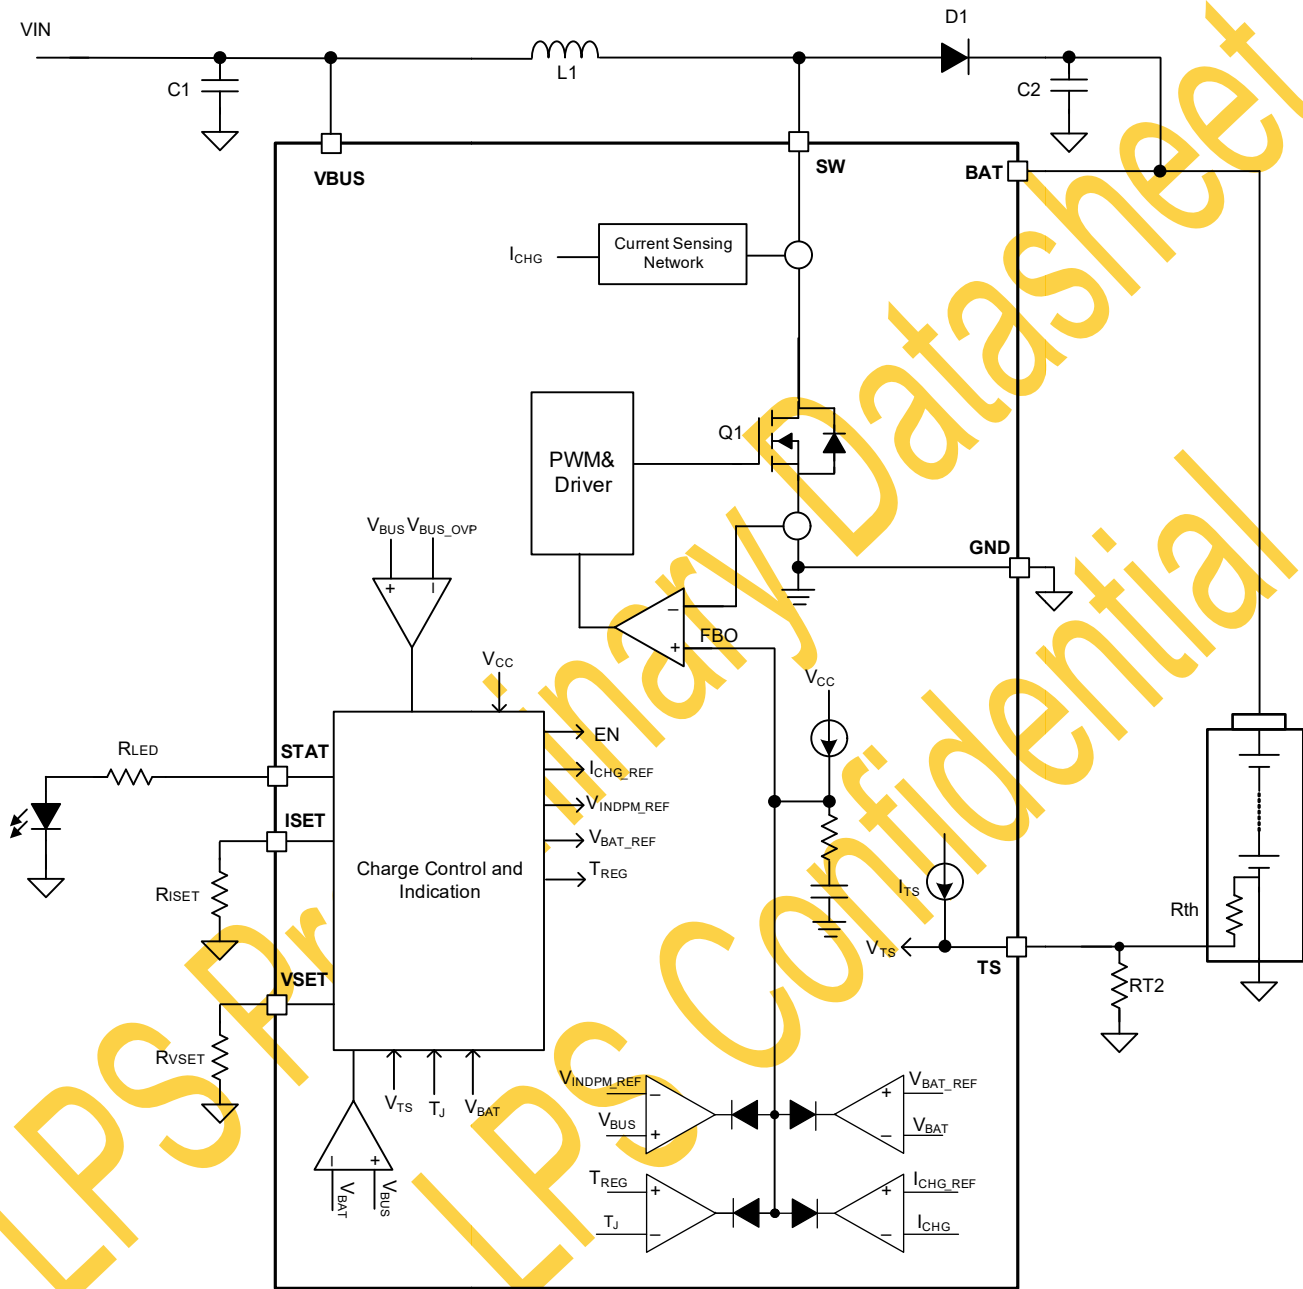 VIN
D1
C1
L1
C2
VBUS
SW
BAT
Current Sensing
Network
ICHG
Q1
PWM&
Driver
VBUS VBUS_OVP
+ −
GND
−
FBO
+
VCC
VCC
EN
STAT
RLED
ICHG_REF
VINDPM_REF
ISET
VBAT_REF
TREG
Charge Control and
Indication
RISET
ITS
Rth
VTS
TS
VSET
RT2
RVSET
VTS
TJ
VBAT
VINDPM_REF
−
VBUS
+
VBAT_REF
+
VBAT
−
− +
VBAT
VBUS
TREG
+
TJ
−
ICHG_REF
+
ICHG
−
LPS Preliminary Datasheet
LPS Confidential